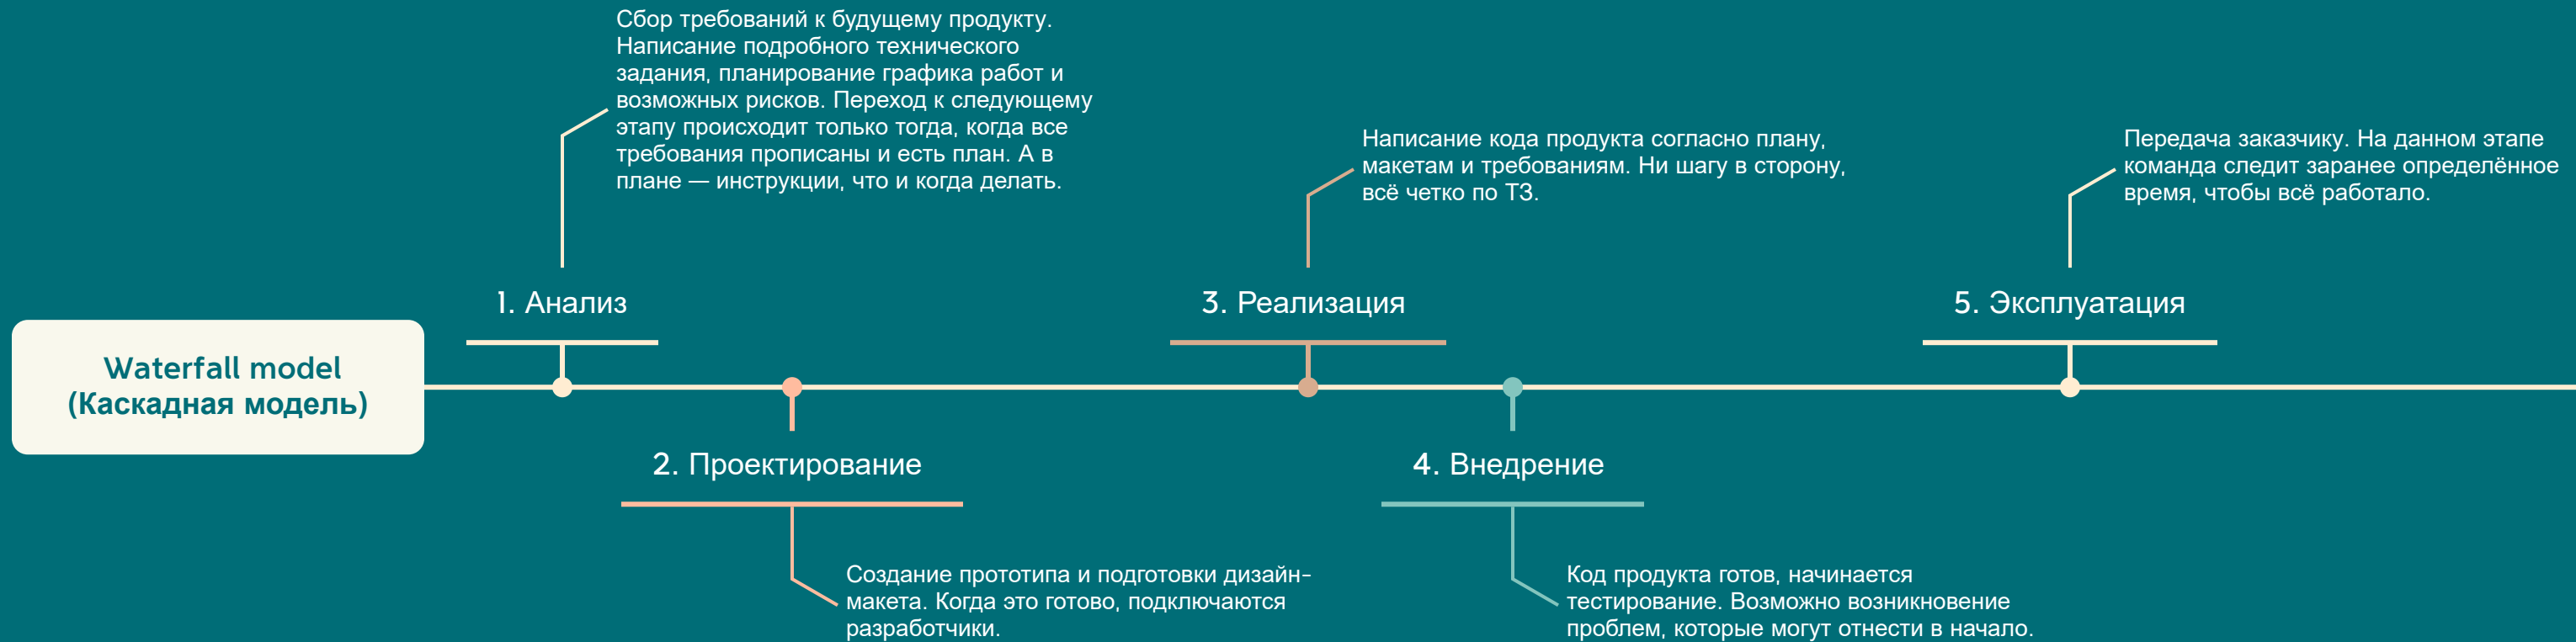 Waterfall model
(Каскадная модель)
1. Анализ
Сбор требований к будущему продукту.
Написание подробного технического
задания, планирование графика работ и
возможных рисков. Переход к следующему
этапу происходит только тогда, когда все
требования прописаны и есть план. А в
плане — инструкции, что и когда делать.
2. Проектирование
Создание прототипа и подготовки дизайн-
макета. Когда это готово, подключаются
разработчики.
3. Реализация
Написание кода продукта согласно плану,
макетам и требованиям. Ни шагу в сторону,
всё четко по ТЗ.
4. Внедрение
Код продукта готов, начинается
тестирование. Возможно возникновение
проблем, которые могут отнести в начало.
5. Эксплуатация
Передача заказчику. На данном этапе
команда следит заранее определённое
время, чтобы всё работало.